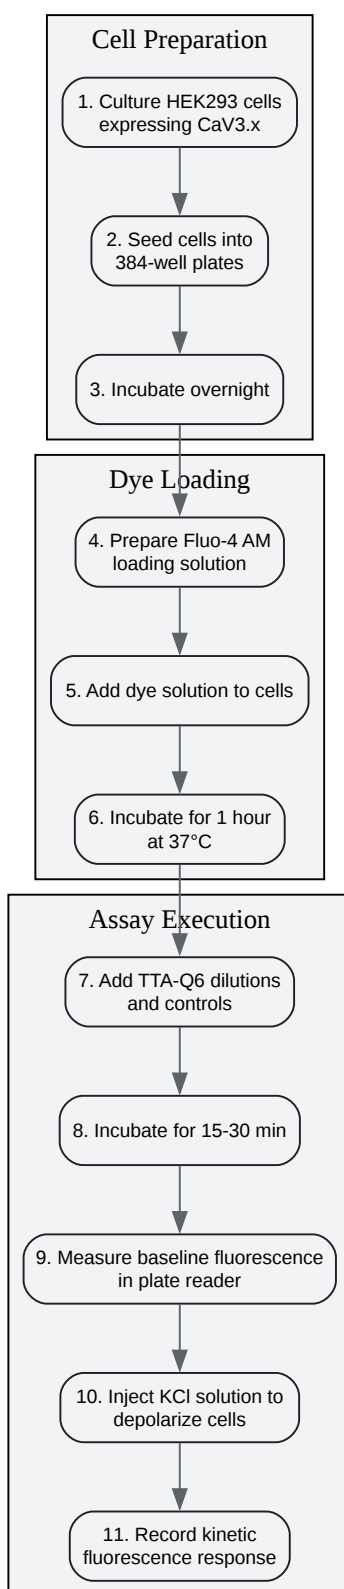 Cell Preparation
1. Culture HEK293 cells
expressing CaV3.x
2. Seed cells into
384-well plates
3. Incubate overnight
Dye Loading
4. Prepare Fluo-4 AM
loading solution
5. Add dye solution to cells
6. Incubate for 1 hour
at 37°C
Assay Execution
7. Add TTA-Q6 dilutions
and controls
8. Incubate for 15-30 min
9. Measure baseline fluorescence
in plate reader
10. Inject KCl solution to
depolarize cells
11. Record kinetic
fluorescence response